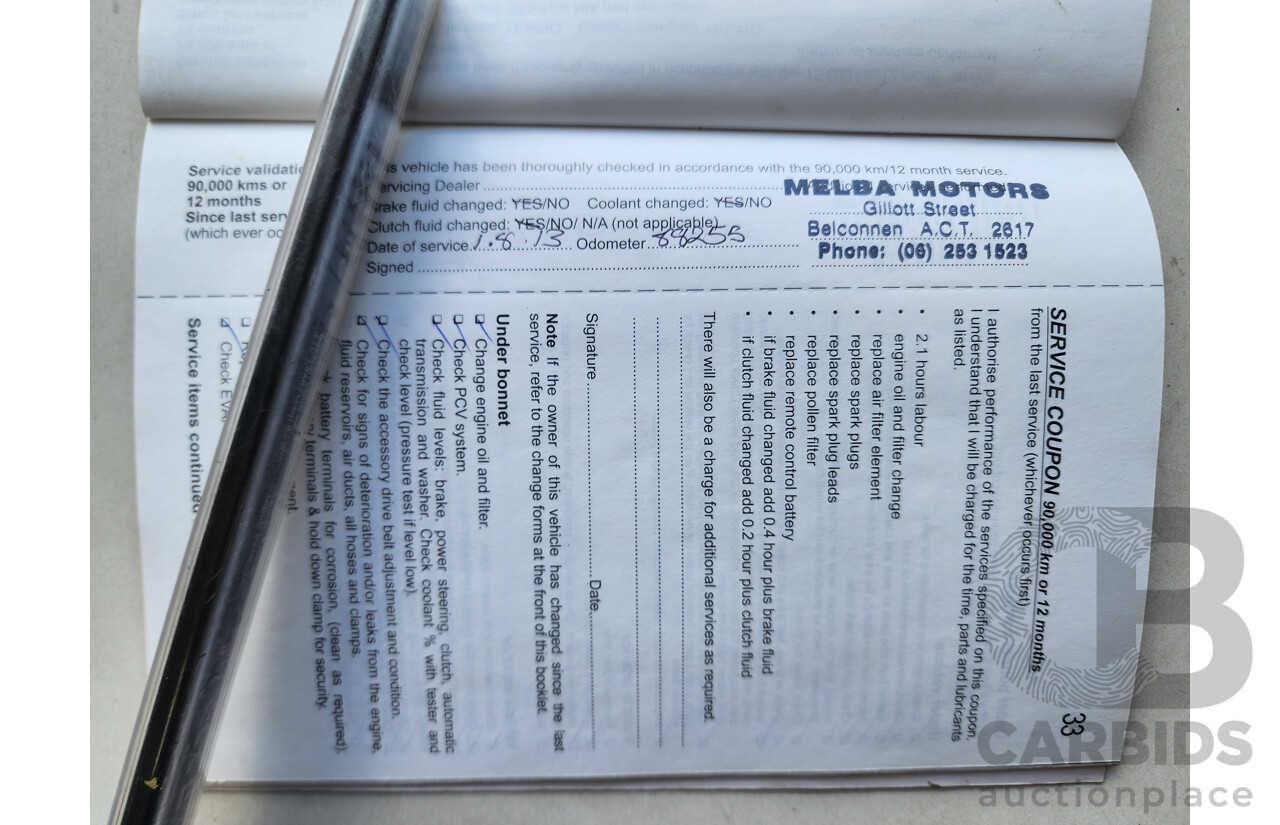 Service validatio
90,000 kms or
12 months
Since last ser
(which ever oc
is vehicle has been thoroughly checked in accordance with the 90,000 km/12 month service.
ervicing Dealer
rake fluid changed: YES/NO Coolant changed: YES/NO
Clutch fluid changed: YES/NO/ N/A (not applicable)
Date of service 1.8.13 Odometer 88255
Signed
MELBA MOTORS
Gillott Street
Belconnen A.C.T. 2617
Phone: (06) 253 1523
33
SERVICE COUPON 90,000 km or 12 months
from the last service (whichever occurs first)
I authorise performance of the services specified on this coupon.
I understand that I will be charged for the time, parts and lubricants
as listed.
• 2.1 hours labour
• engine oil and filter change
• replace air filter element
• replace spark plugs
• replace spark plug leads
• replace pollen filter
• replace remote control battery
• if brake fluid changed add 0.4 hour plus brake fluid
• if clutch fluid changed add 0.2 hour plus clutch fluid
There will also be a charge for additional services as required.
Signature Date
Note If the owner of this vehicle has changed since the last
service, refer to the change forms at the front of this booklet.
Under bonnet
Change engine oil and filter.
Check PCV system.
Check fluid levels: brake, power steering, clutch, automatic
transmission and washer. Check coolant % with tester and
check level (pressure test if level low).
Check the accessory drive belt adjustment and condition.
Check for signs of deterioration and/or leaks from the engine,
fluid reservoirs, air ducts, all hoses and clamps.
battery terminals for corrosion, (clean as required).
terminals & hold down clamp for security.
Check EVA
Service items continued
B
CARBIDS
auctionplace